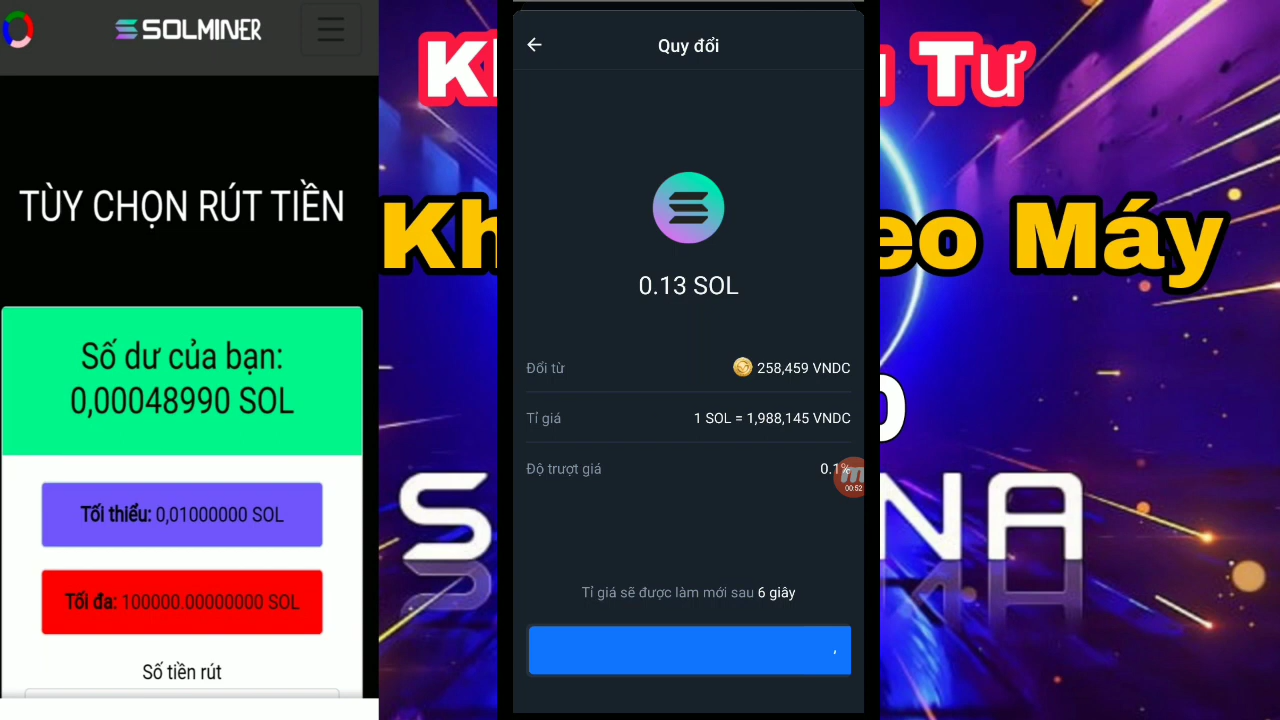 SOLMINER
TÙY CHỌN RÚT TIỀN
Số dư của bạn:
0,00048990 SOL
Tối thiểu: 0,01000000 SOL
Tối đa: 100000.00000000 SOL
Số tiền rút
Quy đổi
0.13 SOL
Đổi từ 258,459 VNDC
Tỉ giá 1 SOL = 1,988,145 VNDC
Độ trượt giá 0.1%
00:52
Tỉ giá sẽ được làm mới sau 6 giây
Tư
Máy